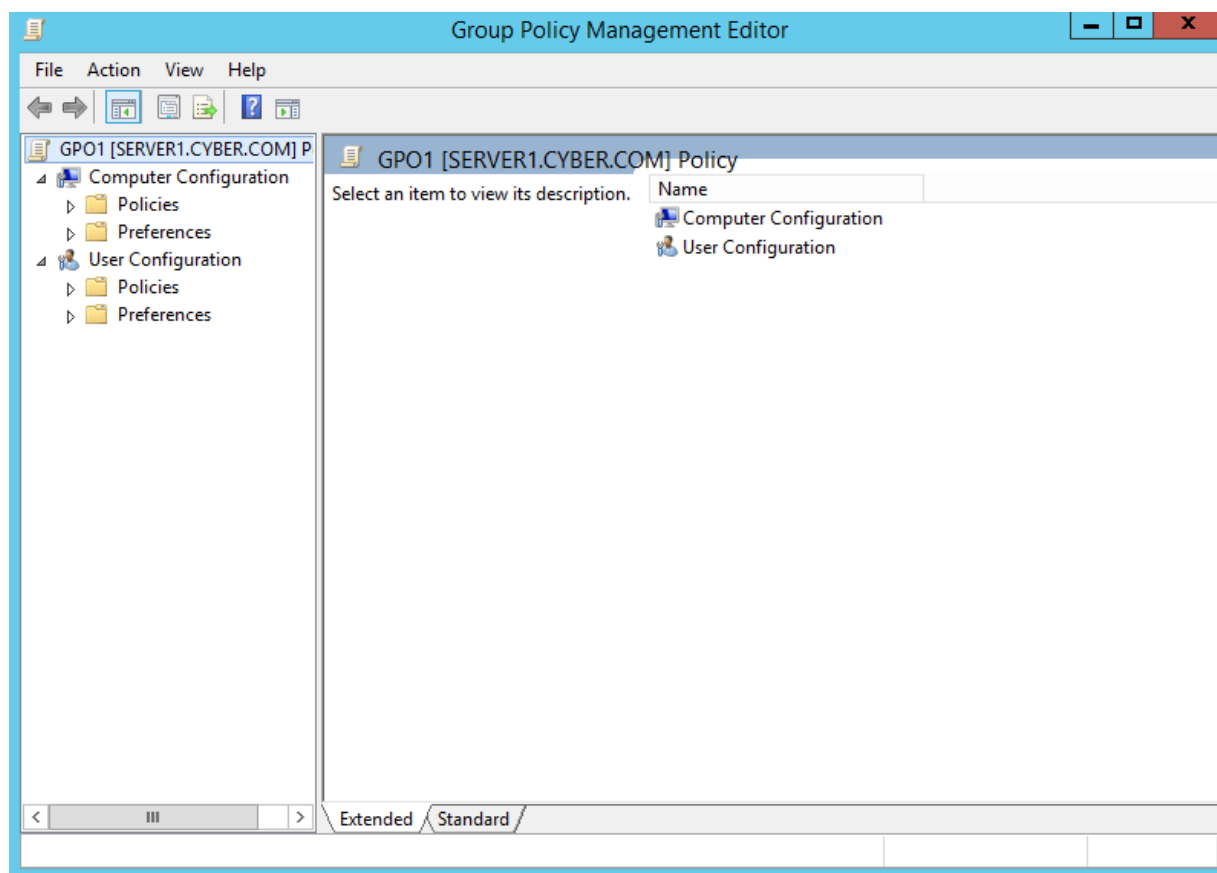 Group Policy Management Editor
File Action View Help
GPO1 [SERVER1.CYBER.COM] P
Computer Configuration
Policies
Preferences
User Configuration
Policies
Preferences
GPO1 [SERVER1.CYBER.COM] Policy
Select an item to view its description.
Name
Computer Configuration
User Configuration
Extended Standard